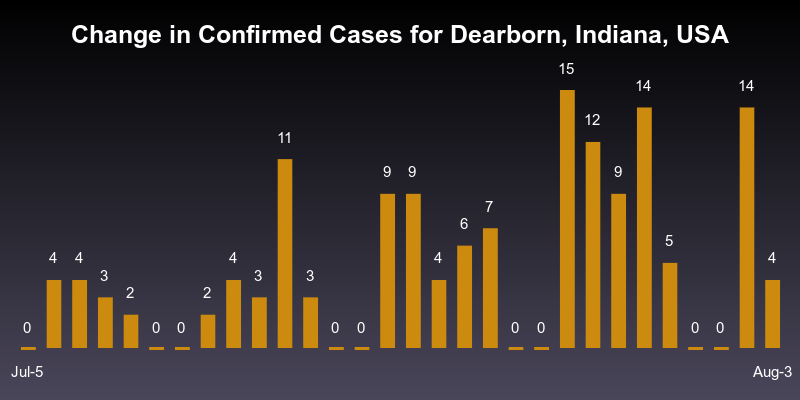 Change in Confirmed Cases for Dearborn, Indiana, USA
0 4 4 3 2 0 0 2 4 3 11 3 0 0 9 9 4 6 7 0 0 15 12 9 14 5 0 0 14 4
Jul-5 Aug-3